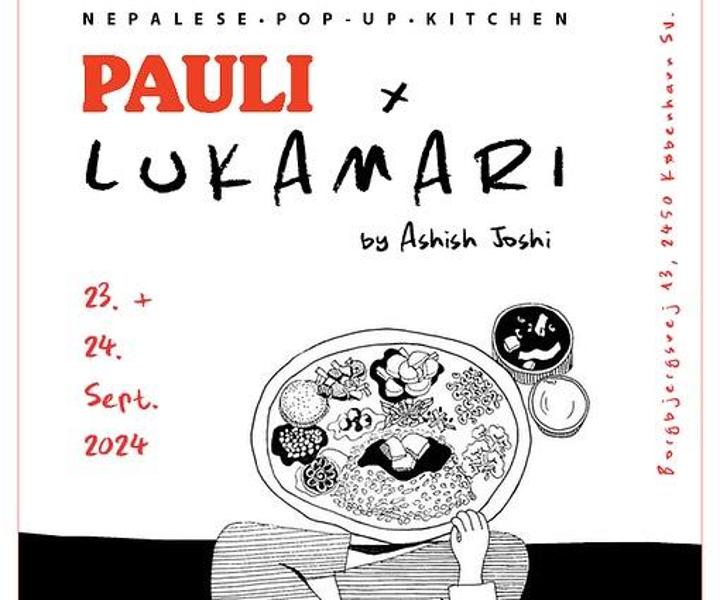 NEPALESE·POP-UP·KITCHEN
PAULI x
LUKAMARI
by Ashish Joshi
23. +
24.
Sept.
2024
Borgbjergsvej 13, 2450 København SV.